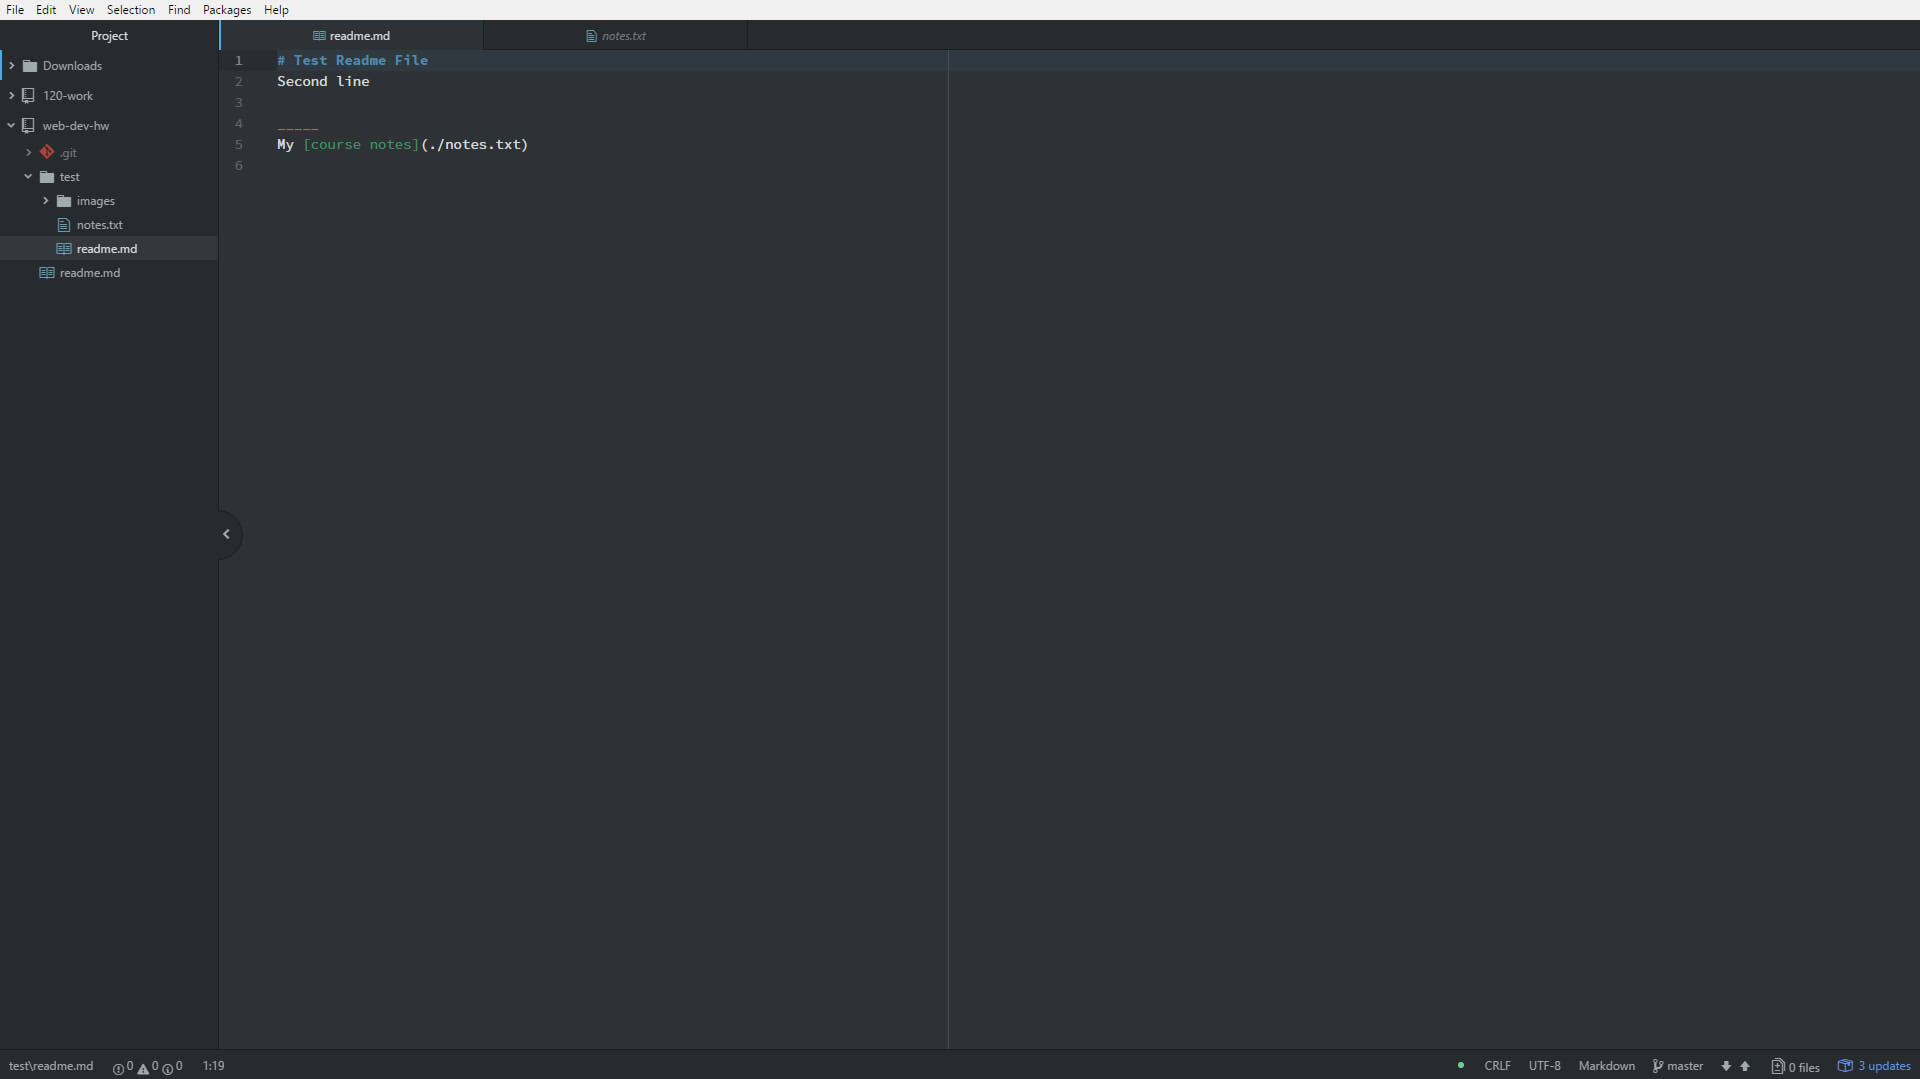 File Edit View Selection Find Packages Help
Project
readme.md
notes.txt
Downloads
120-work
web-dev-hw
.git
test
images
notes.txt
readme.md
readme.md
1 # Test Readme File
2 Second line
3
4 _____
5 My [course notes](./notes.txt)
6
test\readme.md 0 0 0 1:19
CRLF UTF-8 Markdown master 0 files 3 updates